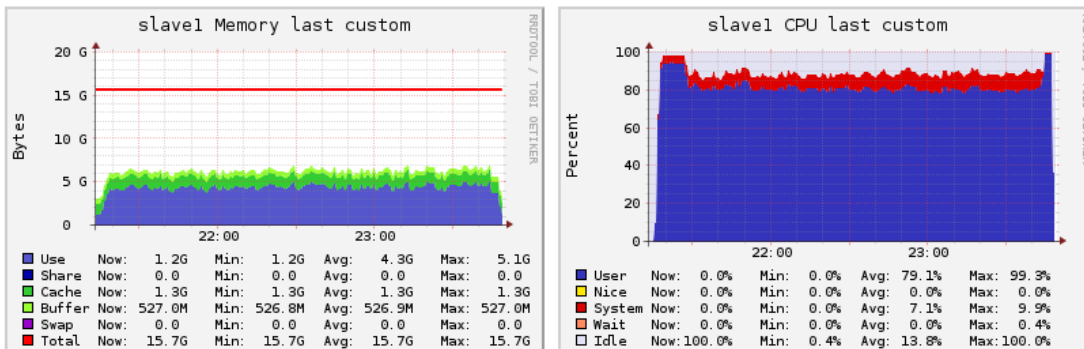 slave1 Memory last custom
RRDTOOL / TOBI OETIKER
20 G
15 G
10 G
5 G
0
Bytes
22:00 23:00
Use Now: 1.2G Min: 1.2G Avg: 4.3G Max: 5.1G
Share Now: 0.0 Min: 0.0 Avg: 0.0 Max: 0.0
Cache Now: 1.3G Min: 1.3G Avg: 1.3G Max: 1.3G
Buffer Now: 527.0M Min: 526.8M Avg: 526.9M Max: 527.0M
Swap Now: 0.0 Min: 0.0 Avg: 0.0 Max: 0.0
Total Now: 15.7G Min: 15.7G Avg: 15.7G Max: 15.7G
slave1 CPU last custom
100
80
60
40
20
0
Percent
22:00 23:00
User Now: 0.0% Min: 0.0% Avg: 79.1% Max: 99.3%
Nice Now: 0.0% Min: 0.0% Avg: 0.0% Max: 0.0%
System Now: 0.0% Min: 0.0% Avg: 7.1% Max: 9.9%
Wait Now: 0.0% Min: 0.0% Avg: 0.0% Max: 0.4%
Idle Now:100.0% Min: 0.4% Avg: 13.8% Max:100.0%